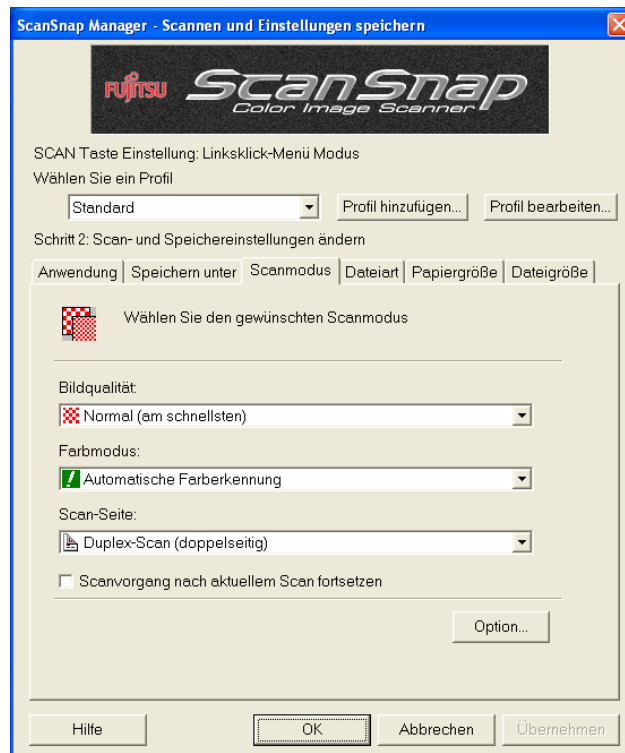 ScanSnap Manager - Scannen und Einstellungen speichern
FUJITSU ScanSnap
Color Image Scanner
SCAN Taste Einstellung: Linksklick-Menü Modus
Wählen Sie ein Profil
Standard Profil hinzufügen... Profil bearbeiten...
Schritt 2: Scan- und Speichereinstellungen ändern
Anwendung Speichern unter Scanmodus Dateiart Papiergröße Dateigröße
Wählen Sie den gewünschten Scanmodus
Bildqualität:
Normal (am schnellsten)
Farbmodus:
Automatische Farberkennung
Scan-Seite:
Duplex-Scan (doppelseitig)
Scanvorgang nach aktuellem Scan fortsetzen
Option...
Hilfe OK Abbrechen Übernehmen